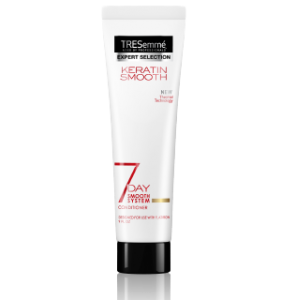 TRESemmé
EXPERT SELECTION
KERATIN
SMOOTH
7
DAY
SMOOTH
SYSTEM
CONDITIONER